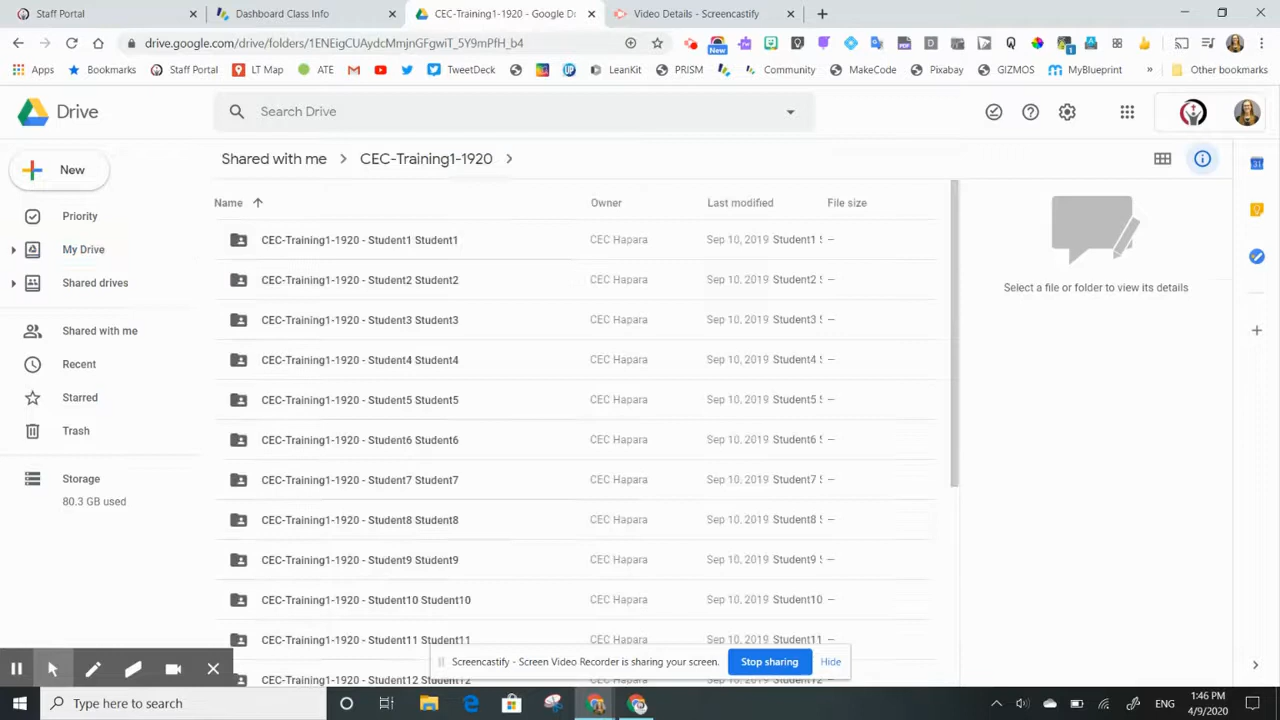 Staff Portal
Dashboard Class Info
CEC-Training1-1920 - Google Dr
Video Details - Screencastify
drive.google.com/drive/folders/1ENEigCUAydcMmjnGFgwiT_5Y9mPfH_b4
New
Apps
Bookmarks
Staff Portal
LT Map
ATE
TweetDeck
LeanKit
PRISM
Community
MakeCode
Pixabay
GIZMOS
MyBlueprint
»
Other bookmarks
Drive
Search Drive
New
Shared with me > CEC-Training1-1920 >
Priority
My Drive
Shared drives
Shared with me
Recent
Starred
Trash
Storage
80.3 GB used
Name Owner Last modified File size
CEC-Training1-1920 - Student1 Student1 CEC Hapara Sep 10, 2019 Student1 S —
CEC-Training1-1920 - Student2 Student2 CEC Hapara Sep 10, 2019 Student2 S —
CEC-Training1-1920 - Student3 Student3 CEC Hapara Sep 10, 2019 Student3 S —
CEC-Training1-1920 - Student4 Student4 CEC Hapara Sep 10, 2019 Student4 S —
CEC-Training1-1920 - Student5 Student5 CEC Hapara Sep 10, 2019 Student5 S —
CEC-Training1-1920 - Student6 Student6 CEC Hapara Sep 10, 2019 Student6 S —
CEC-Training1-1920 - Student7 Student7 CEC Hapara Sep 10, 2019 Student7 S —
CEC-Training1-1920 - Student8 Student8 CEC Hapara Sep 10, 2019 Student8 S —
CEC-Training1-1920 - Student9 Student9 CEC Hapara Sep 10, 2019 Student9 S —
CEC-Training1-1920 - Student10 Student10 CEC Hapara Sep 10, 2019 Student10 —
CEC-Training1-1920 - Student11 Student11 CEC Hapara Sep 10, 2019 Student11 —
CEC-Training1-1920 - Student12 Student12
Select a file or folder to view its details
Screencastify - Screen Video Recorder is sharing your screen.
Stop sharing
Hide
Type here to search
ENG
1:46 PM
4/9/2020